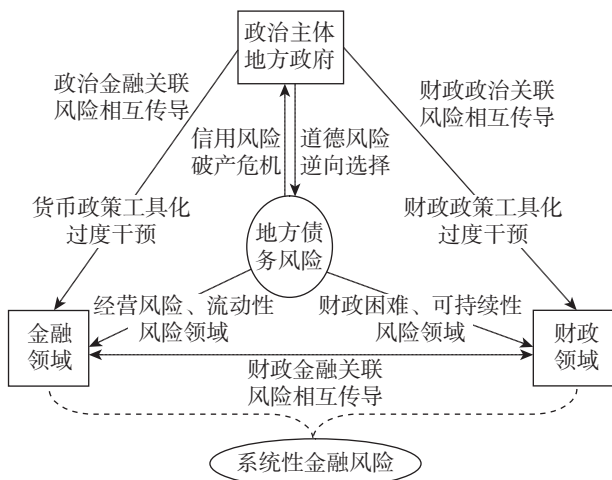 政治主体
地方政府
政治金融关联
风险相互传导
财政政治关联
风险相互传导
信用风险
破产危机
道德风险
逆向选择
货币政策工具化
过度干预
财政政策工具化
过度干预
地方债
务风险
经营风险、流动性
风险领域
财政困难、可持续性
风险领域
金融
领域
财政
领域
财政金融关联
风险相互传导
系统性金融风险